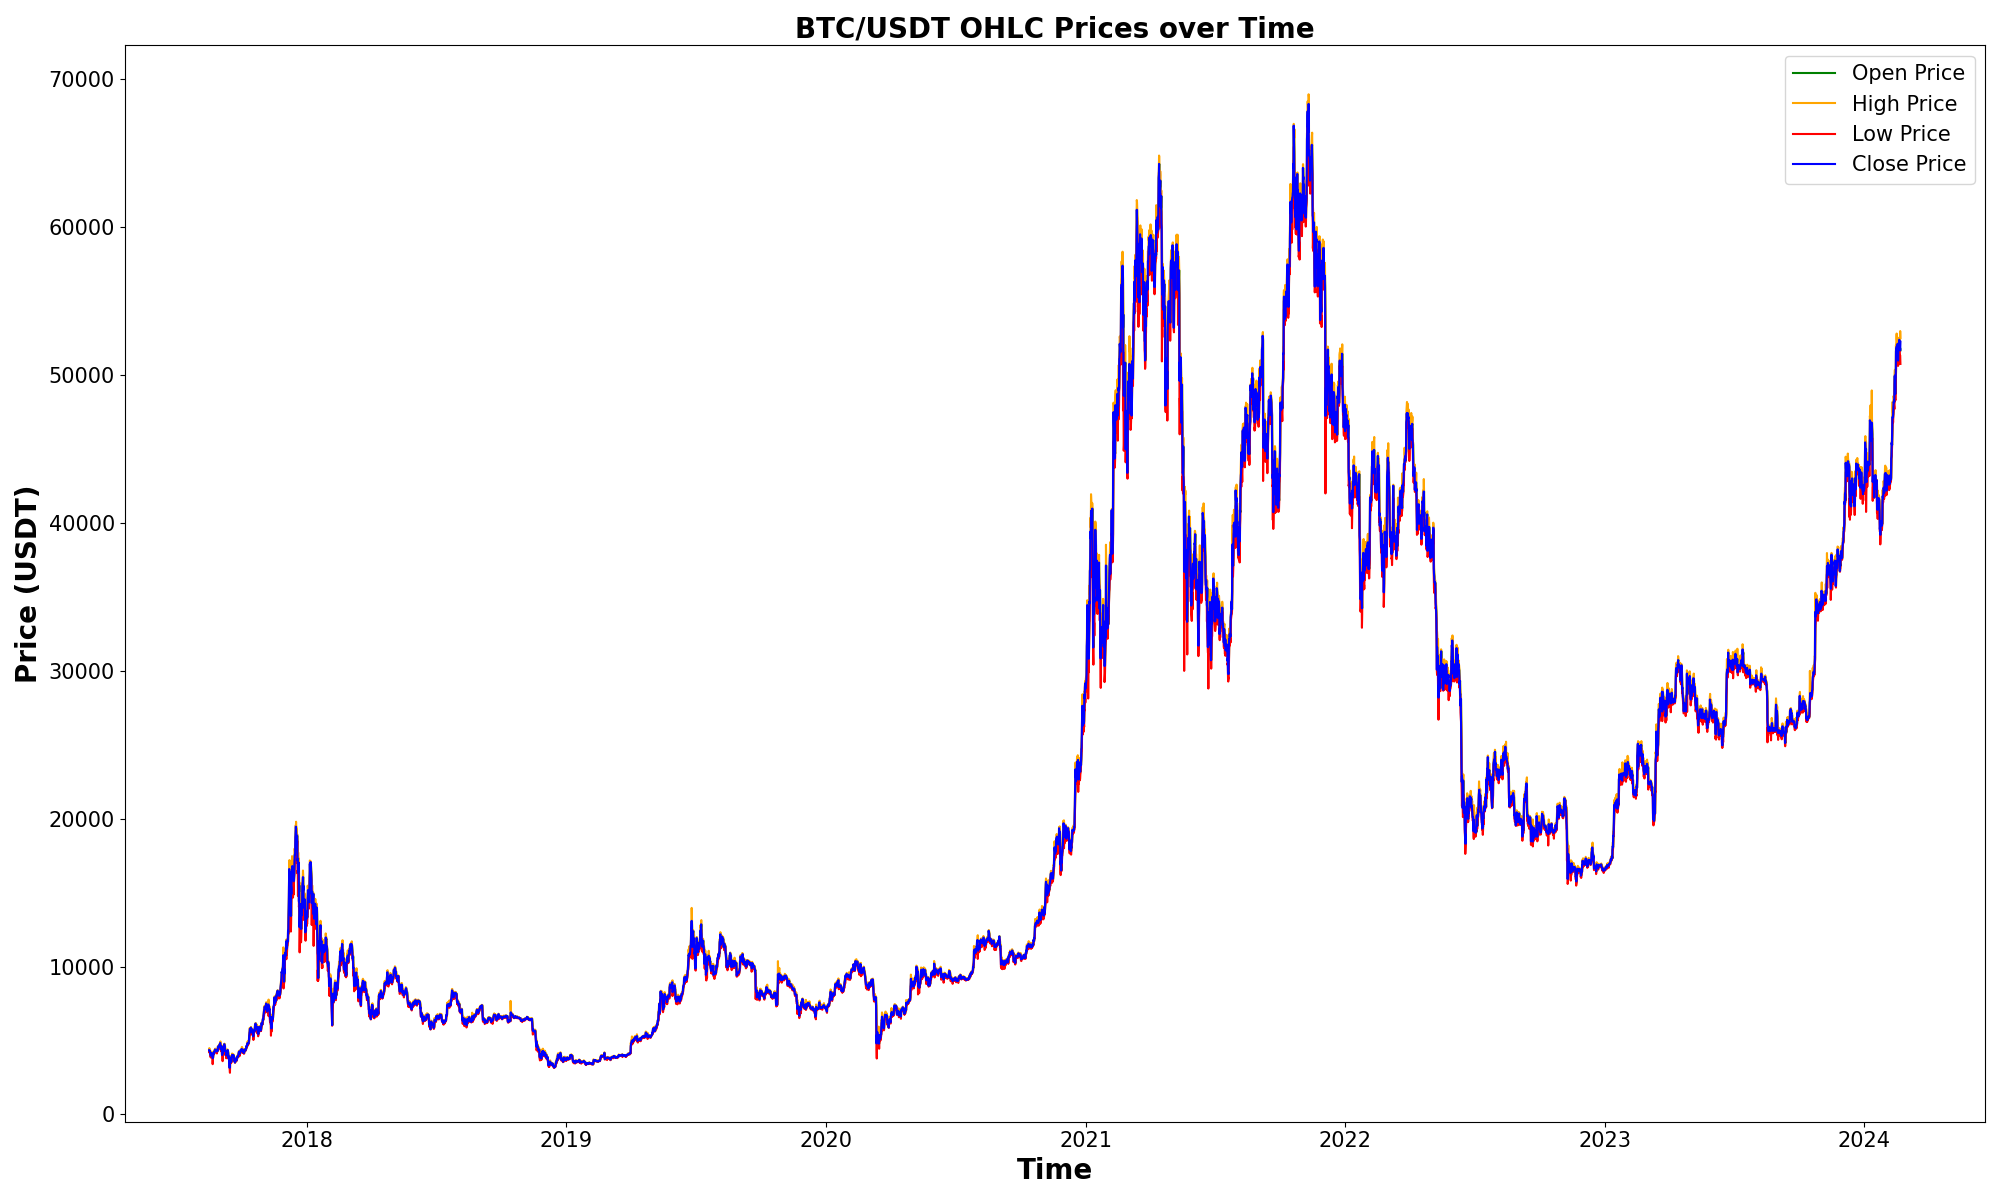 BTC/USDT OHLC Prices over Time
Open Price
High Price
Low Price
Close Price
Price (USDT)
70000
60000
50000
40000
30000
20000
10000
0
2018 2019 2020 2021 2022 2023 2024
Time